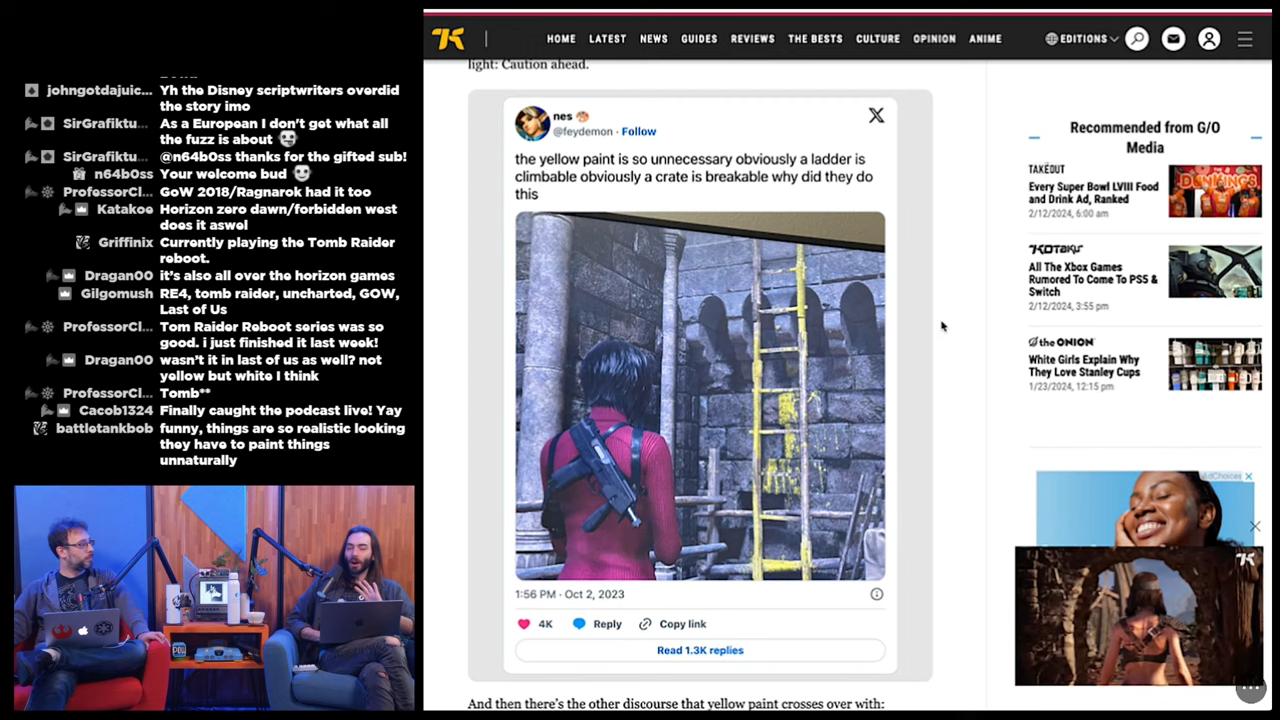 johngotdajuic... Yh the Disney scriptwriters overdid
the story imo
SirGrafiktu... As a European I don't get what all
the fuzz is about
SirGrafiktu... @n64b0ss thanks for the gifted sub!
n64b0ss Your welcome bud
ProfessorCl... GoW 2018/Ragnarok had it too
Katakoe Horizon zero dawn/forbidden west
does it aswel
Griffinix Currently playing the Tomb Raider
reboot.
Dragan00 it's also all over the horizon games
Gilgomush RE4, tomb raider, uncharted, GOW,
Last of Us
ProfessorCl... Tom Raider Reboot series was so
good. i just finished it last week!
Dragan00 wasn't it in last of us as well? not
yellow but white I think
ProfessorCl... Tomb**
Cacob1324 Finally caught the podcast live! Yay
battletankbob funny, things are so realistic looking
they have to paint things
unnaturally
HOME LATEST NEWS GUIDES REVIEWS THE BESTS CULTURE OPINION ANIME EDITIONS
light: Caution ahead.
nes
@feydemon · Follow
the yellow paint is so unnecessary obviously a ladder is
climbable obviously a crate is breakable why did they do
this
1:56 PM · Oct 2, 2023
4K Reply Copy link
Read 1.3K replies
And then there's the other discourse that yellow paint crosses over with:
Recommended from G/O
Media
TAKEOUT
Every Super Bowl LVIII Food
and Drink Ad, Ranked
2/12/2024, 6:00 am
KOTAKU
All The Xbox Games
Rumored To Come To PS5 &
Switch
2/12/2024, 3:55 pm
the ONION
White Girls Explain Why
They Love Stanley Cups
1/23/2024, 12:15 pm
AdChoices